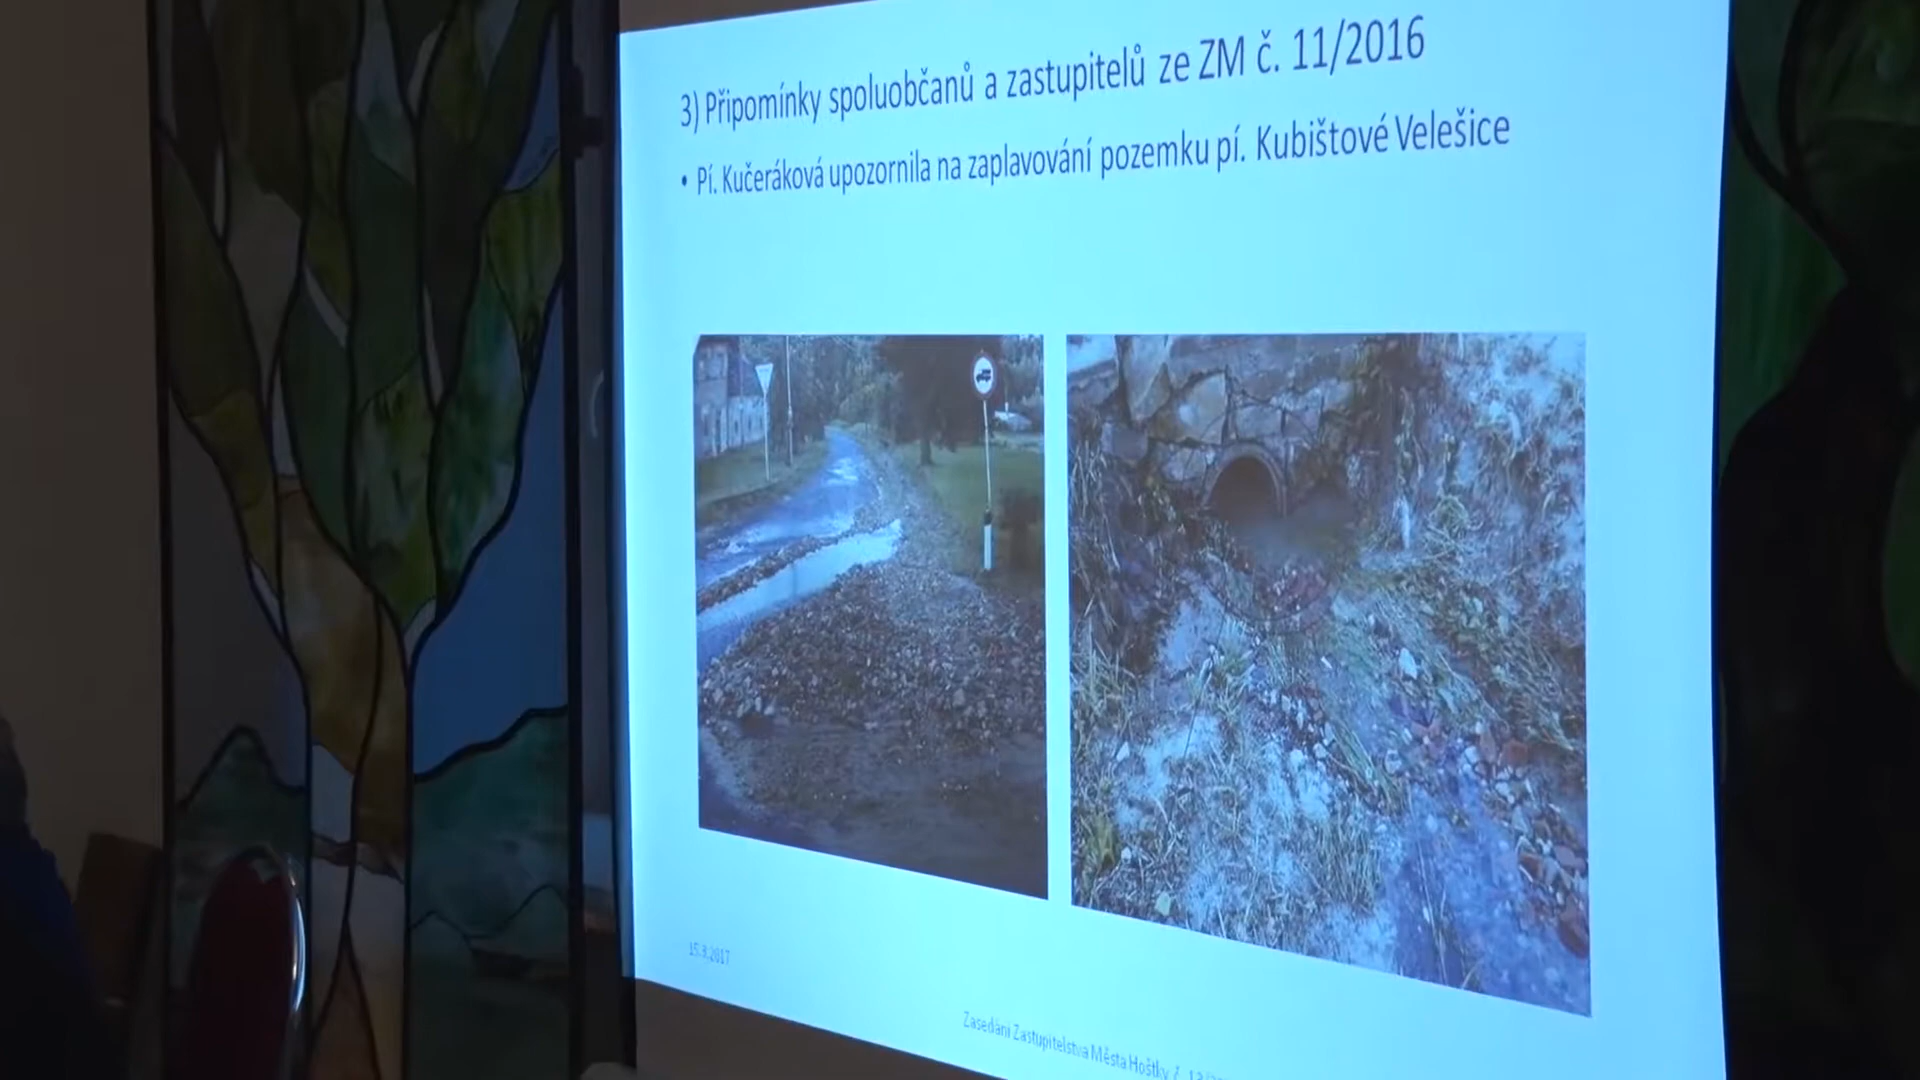 3) Připomínky spoluobčanů a zastupitelů ze ZM č. 11/2016
• Pí. Kučeráková upozornila na zaplavování pozemku pí. Kubištové Velešice
15.3.2017
Zasedání Zastupitelstva Města Hoštky č.